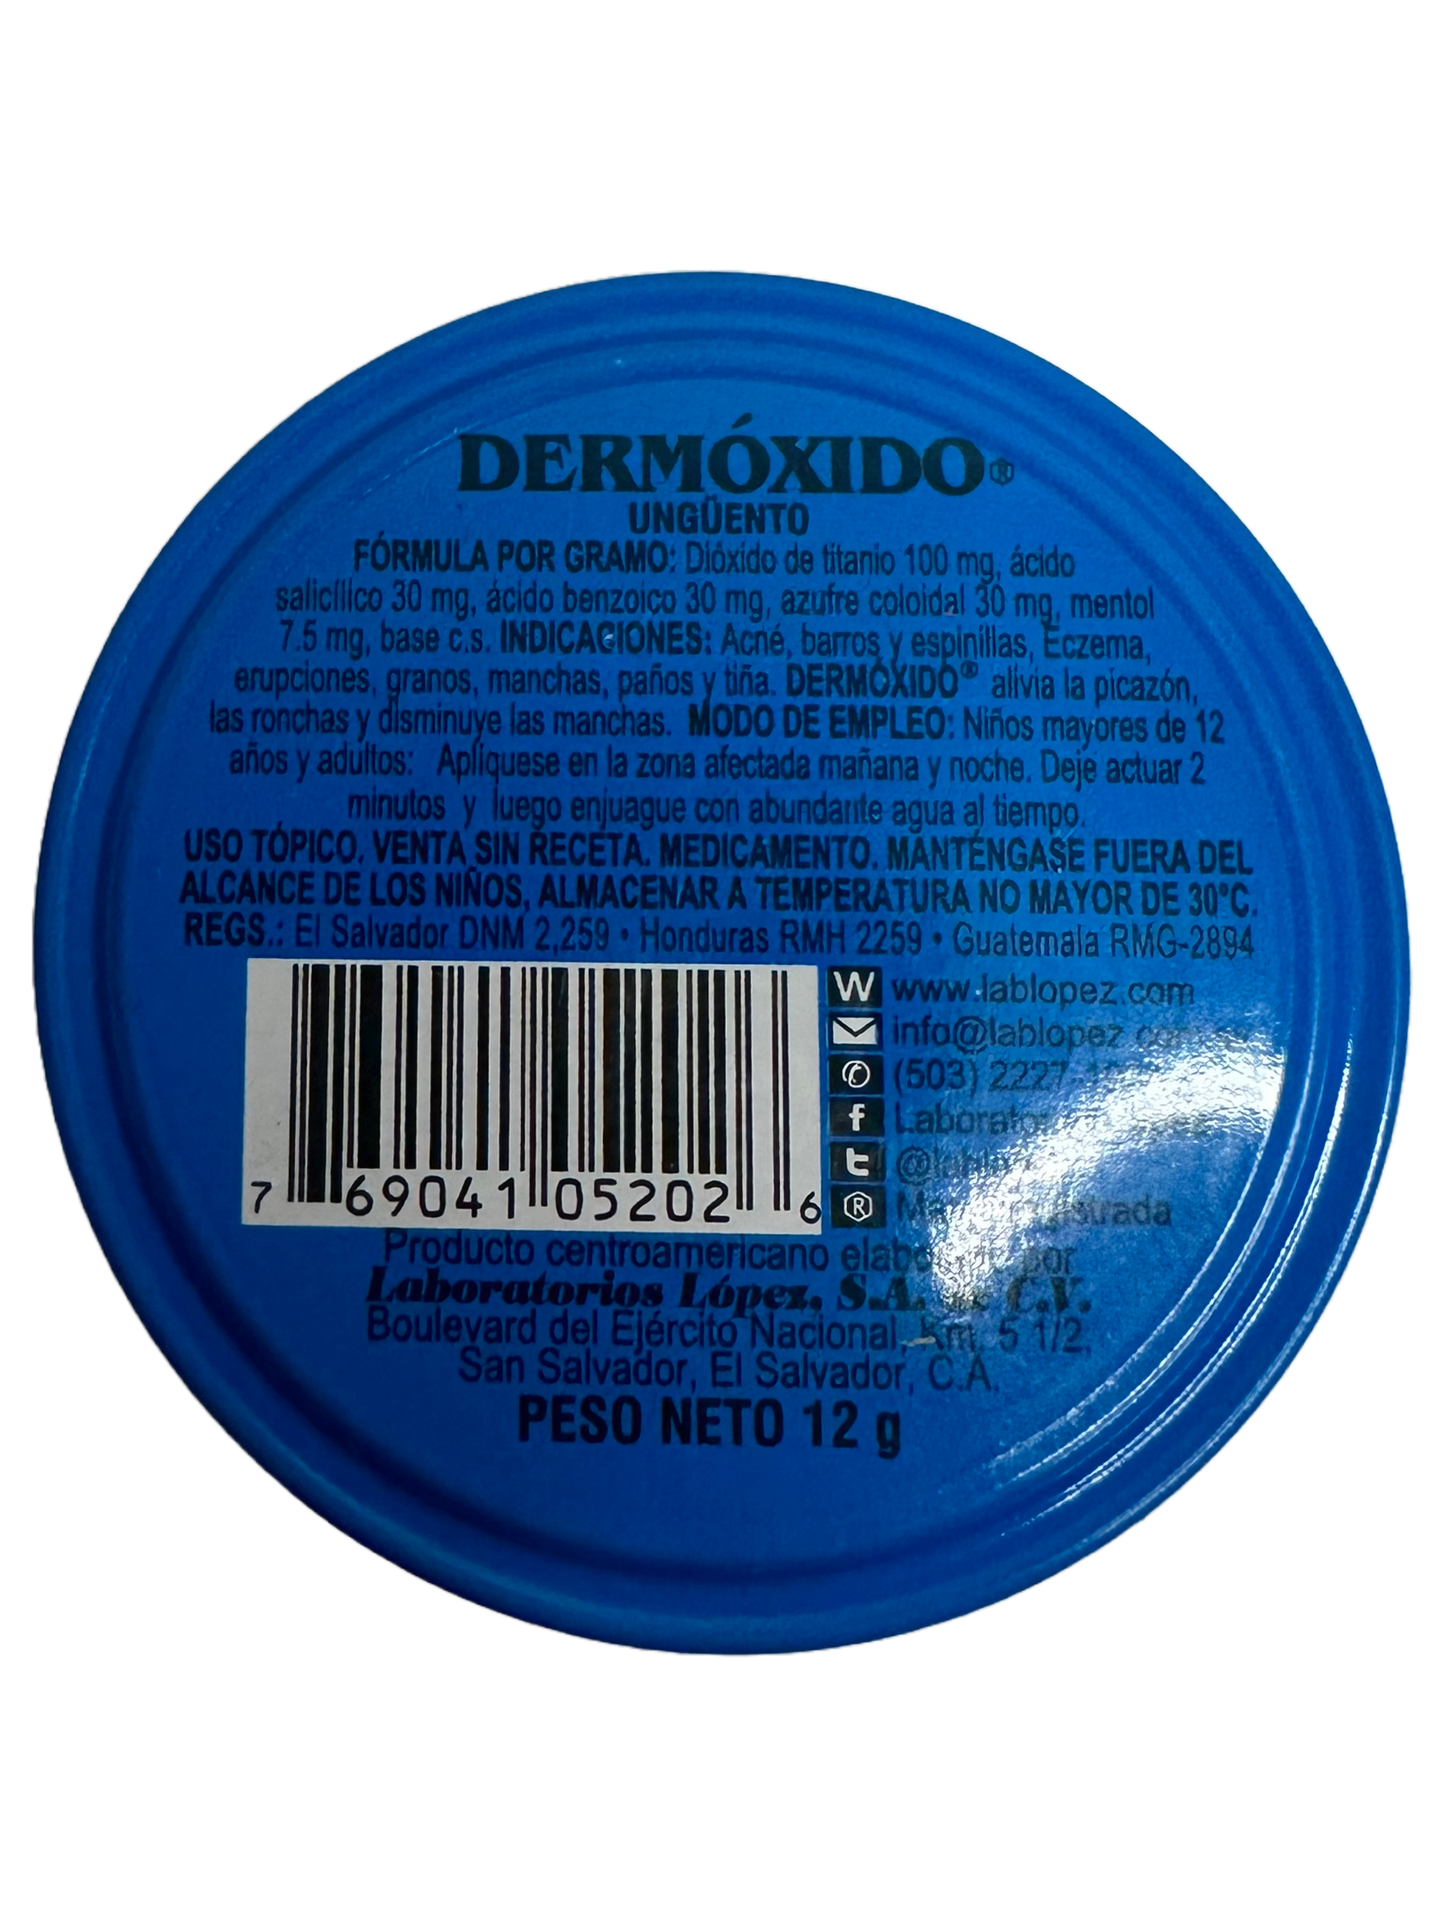 DERMÓXIDO®
UNGÜENTO
FÓRMULA POR GRAMO: Dióxido de titanio 100 mg, ácido
salicílico 30 mg, ácido benzoico 30 mg, azufre coloidal 30 mg, mentol
7.5 mg, base c.s. INDICACIONES: Acné, barros y espinillas, Eczema,
erupciones, granos, manchas, paños y tiña. DERMÓXIDO® alivia la picazón,
las ronchas y disminuye las manchas. MODO DE EMPLEO: Niños mayores de 12
años y adultos: Aplíquese en la zona afectada mañana y noche. Deje actuar 2
minutos y luego enjuague con abundante agua al tiempo.
USO TÓPICO. VENTA SIN RECETA. MEDICAMENTO. MANTÉNGASE FUERA DEL
ALCANCE DE LOS NIÑOS, ALMACENAR A TEMPERATURA NO MAYOR DE 30°C.
REGS.: El Salvador DNM 2,259 • Honduras RMH 2259 • Guatemala RMG-2894
W www.lablopez.com
(503)
f
t
®
7 69041 05202 6
Producto centroamericano por
Laboratorios López, S.A. C.V.
Boulevard del Ejército Nacional, Km. 5 1/2,
San Salvador, El Salvador, C.A.
PESO NETO 12 g